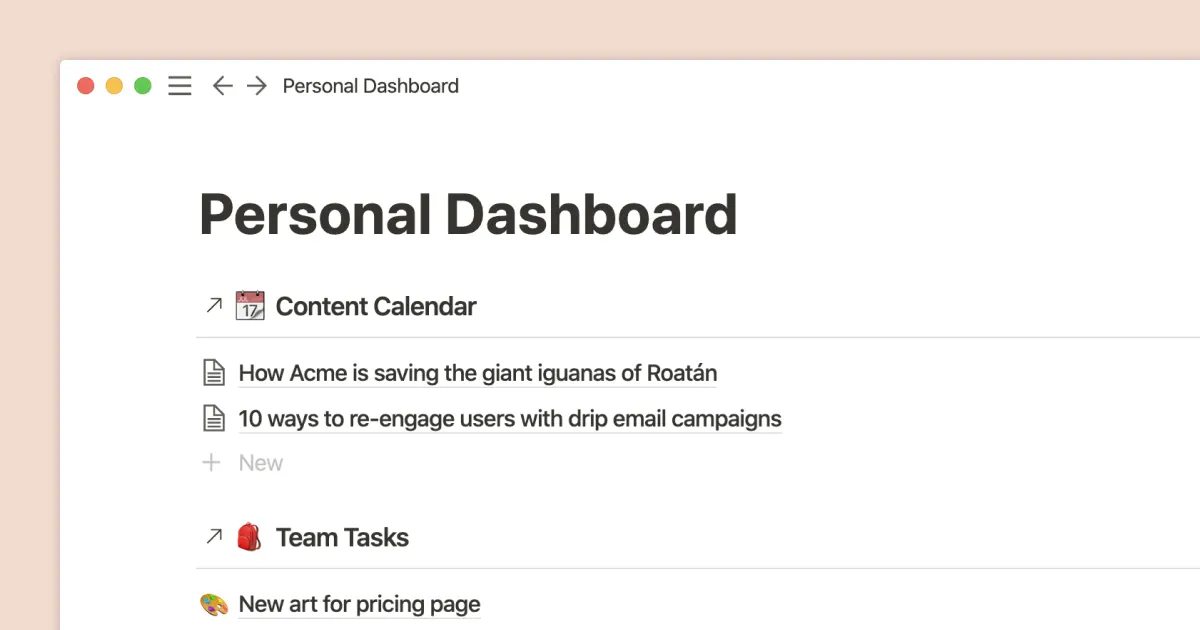 Personal Dashboard
Personal Dashboard
17
Content Calendar
How Acme is saving the giant iguanas of Roatán
10 ways to re-engage users with drip email campaigns
New
Team Tasks
New art for pricing page